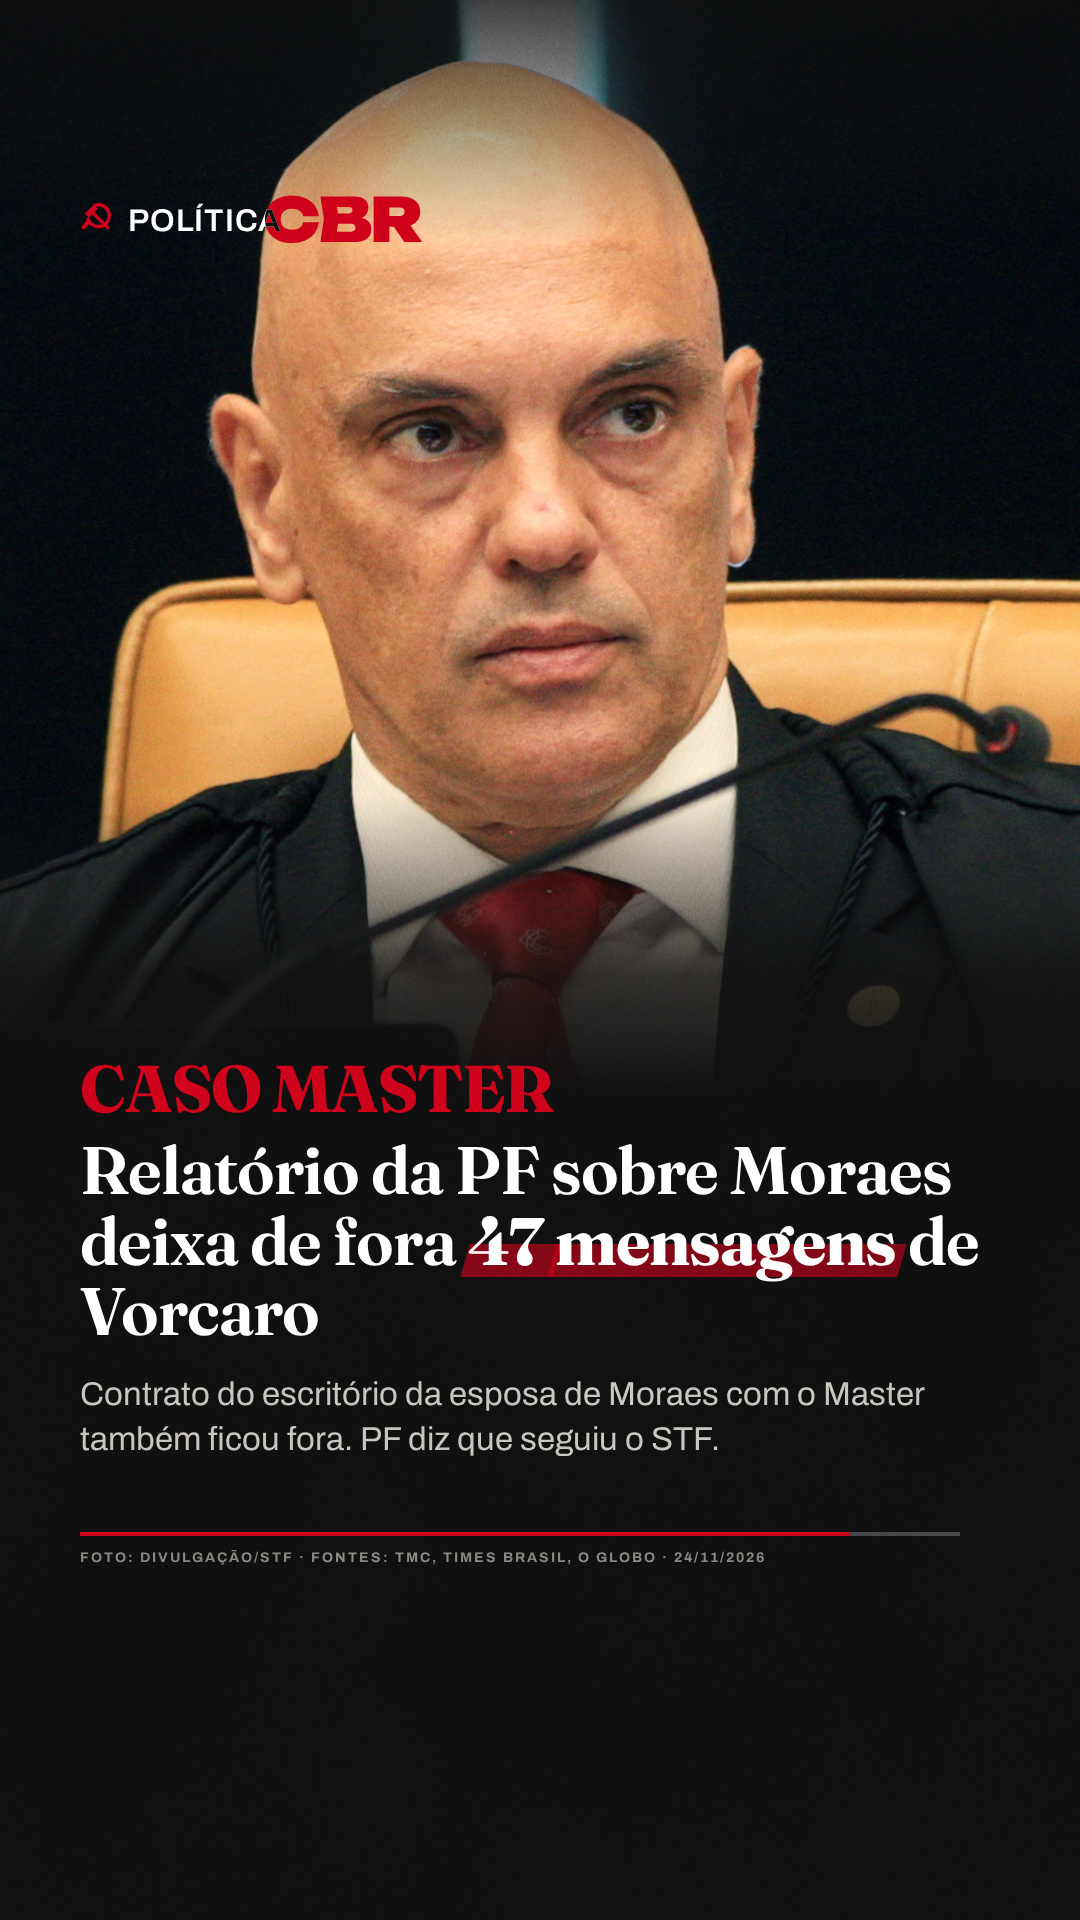 POLÍTICA CBR
CASO MASTER
Relatório da PF sobre Moraes
deixa de fora 47 mensagens de
Vorcaro
Contrato do escritório da esposa de Moraes com o Master
também ficou fora. PF diz que seguiu o STF.
FOTO: DIVULGAÇÃO/STF · FONTES: TMC, TIMES BRASIL, O GLOBO · 24/11/2026